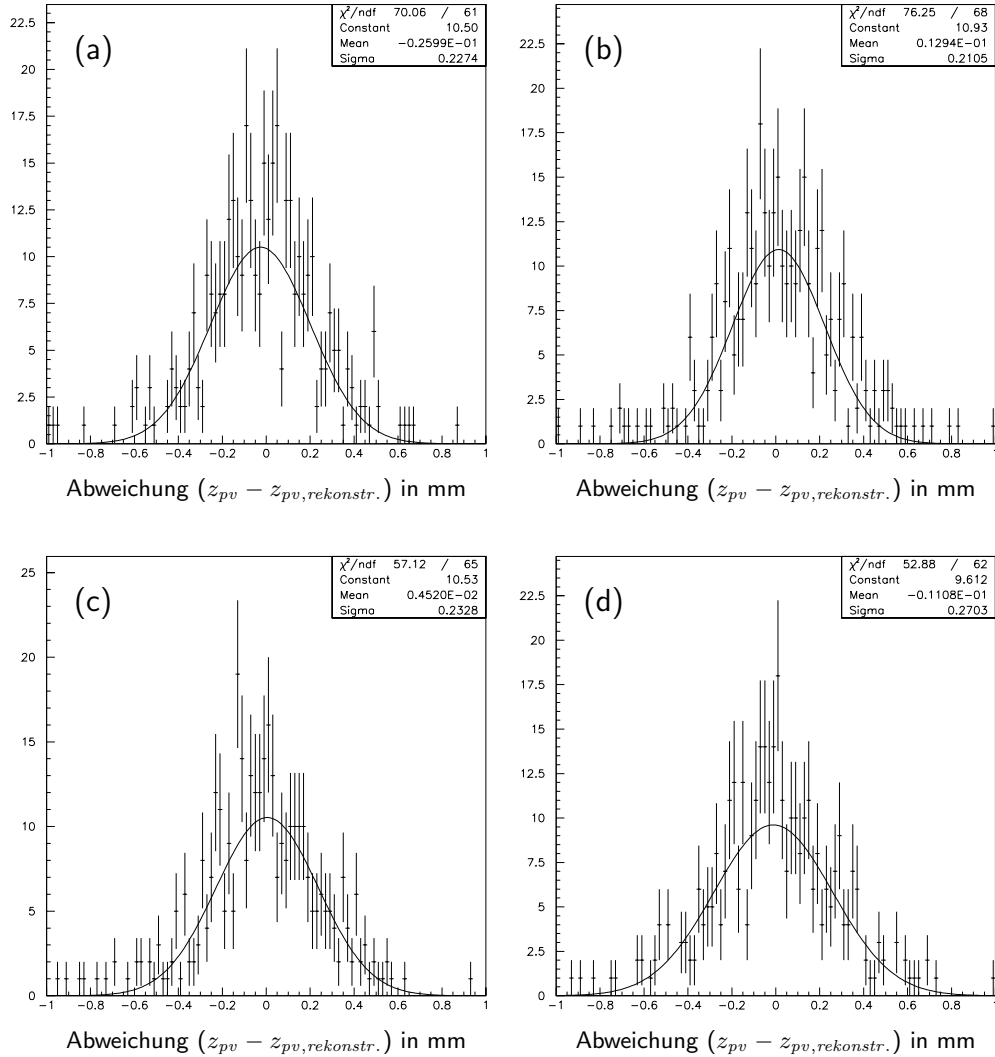 (a)
χ²/ndf 70.06 / 61
Constant 10.50
Mean -0.2599E-01
Sigma 0.2274
22.5
20
17.5
15
12.5
10
7.5
5
2.5
0
-1 -0.8 -0.6 -0.4 -0.2 0 0.2 0.4 0.6 0.8 1
Abweichung (z_pv − z_pv,rekonstr.) in mm
(b)
χ²/ndf 76.25 / 68
Constant 10.93
Mean 0.1294E-01
Sigma 0.2105
22.5
20
17.5
15
12.5
10
7.5
5
2.5
0
-1 -0.8 -0.6 -0.4 -0.2 0 0.2 0.4 0.6 0.8 1
Abweichung (z_pv − z_pv,rekonstr.) in mm
(c)
χ²/ndf 57.12 / 65
Constant 10.53
Mean 0.4520E-02
Sigma 0.2328
25
20
15
10
5
0
-1 -0.8 -0.6 -0.4 -0.2 0 0.2 0.4 0.6 0.8 1
Abweichung (z_pv − z_pv,rekonstr.) in mm
(d)
χ²/ndf 52.88 / 62
Constant 9.612
Mean -0.1108E-01
Sigma 0.2703
22.5
20
17.5
15
12.5
10
7.5
5
2.5
0
-1 -0.8 -0.6 -0.4 -0.2 0 0.2 0.4 0.6 0.8 1
Abweichung (z_pv − z_pv,rekonstr.) in mm